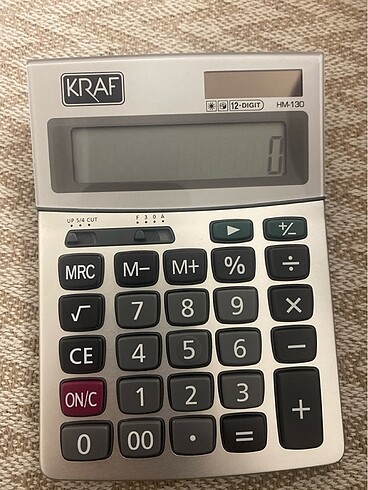 KRAF
12-DIGIT HM-130
0
UP 5/4 CUT
F 3 0 A
▶ +/−
MRC M− M+ % ÷
√ 7 8 9 ×
CE 4 5 6 −
ON/C 1 2 3 +
0 00 · =